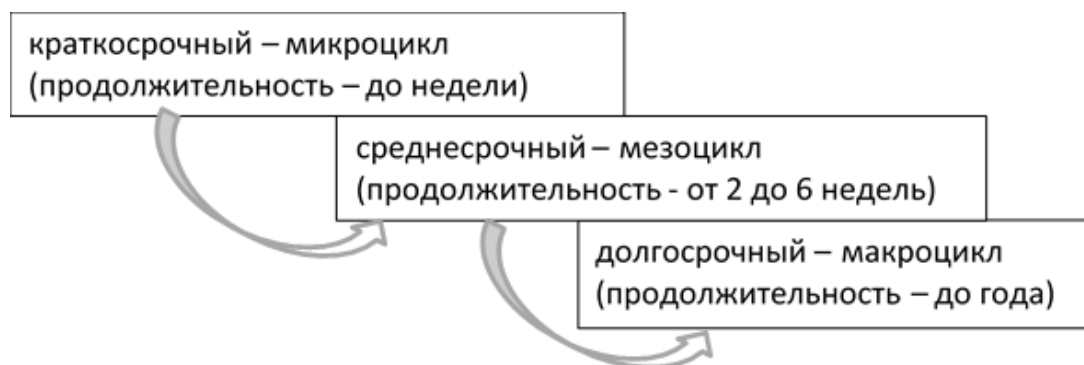 краткосрочный – микроцикл
(продолжительность – до недели)
среднесрочный – мезоцикл
(продолжительность - от 2 до 6 недель)
долгосрочный – макроцикл
(продолжительность – до года)